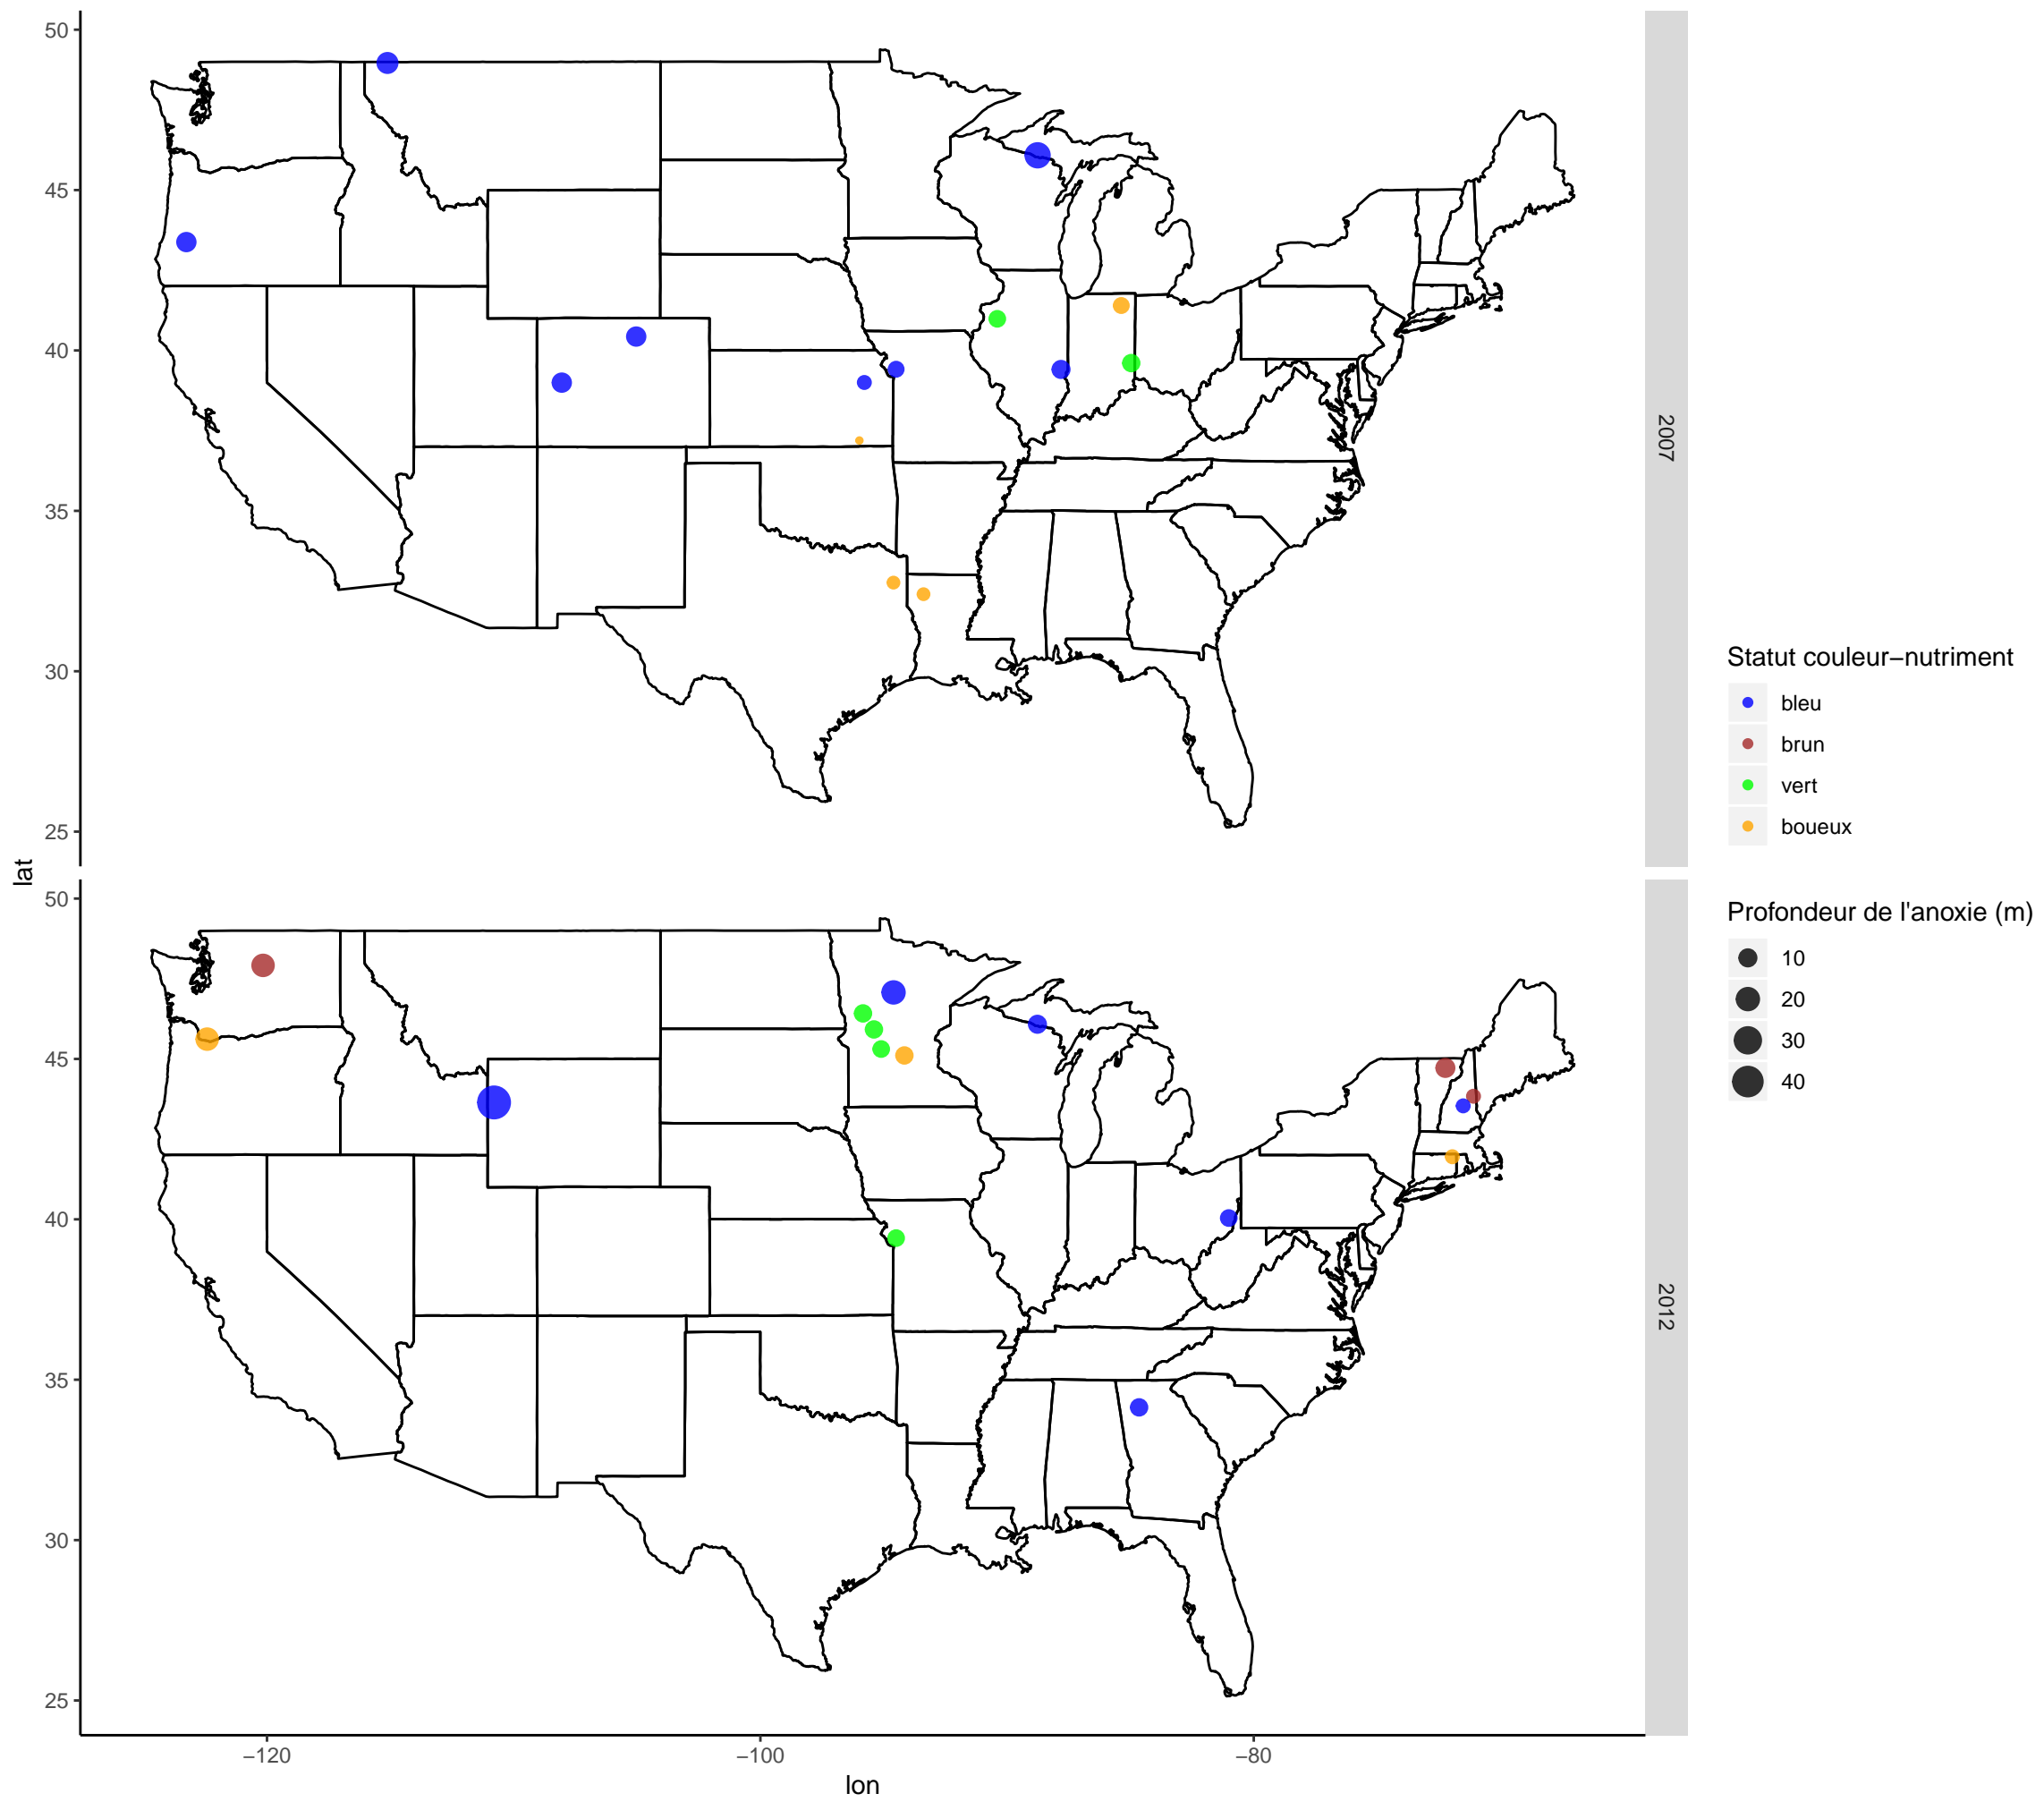 50
45
40
35
30
25
2007
50
45
40
35
30
25
2012
−120
−100
−80
lon
lat
Statut couleur−nutriment
bleu
brun
vert
boueux
Profondeur de l'anoxie (m)
10
20
30
40